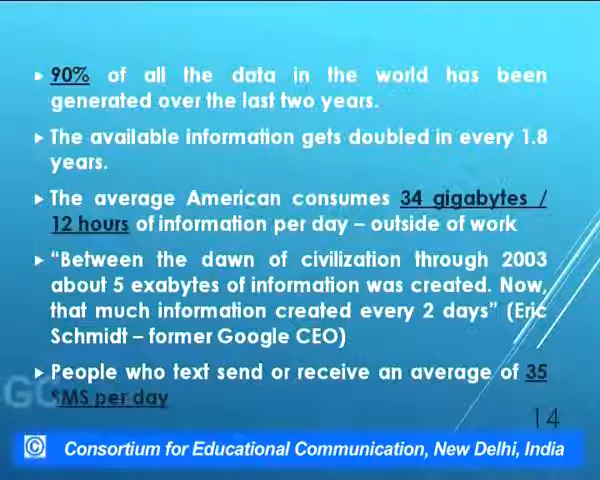 ▸ 90% of all the data in the world has been
generated over the last two years.
▸ The available information gets doubled in every 1.8
years.
▸ The average American consumes 34 gigabytes /
12 hours of information per day – outside of work
▸ “Between the dawn of civilization through 2003
about 5 exabytes of information was created. Now,
that much information created every 2 days” (Eric
Schmidt – former Google CEO)
▸ People who text send or receive an average of 35
SMS per day
14
© Consortium for Educational Communication, New Delhi, India